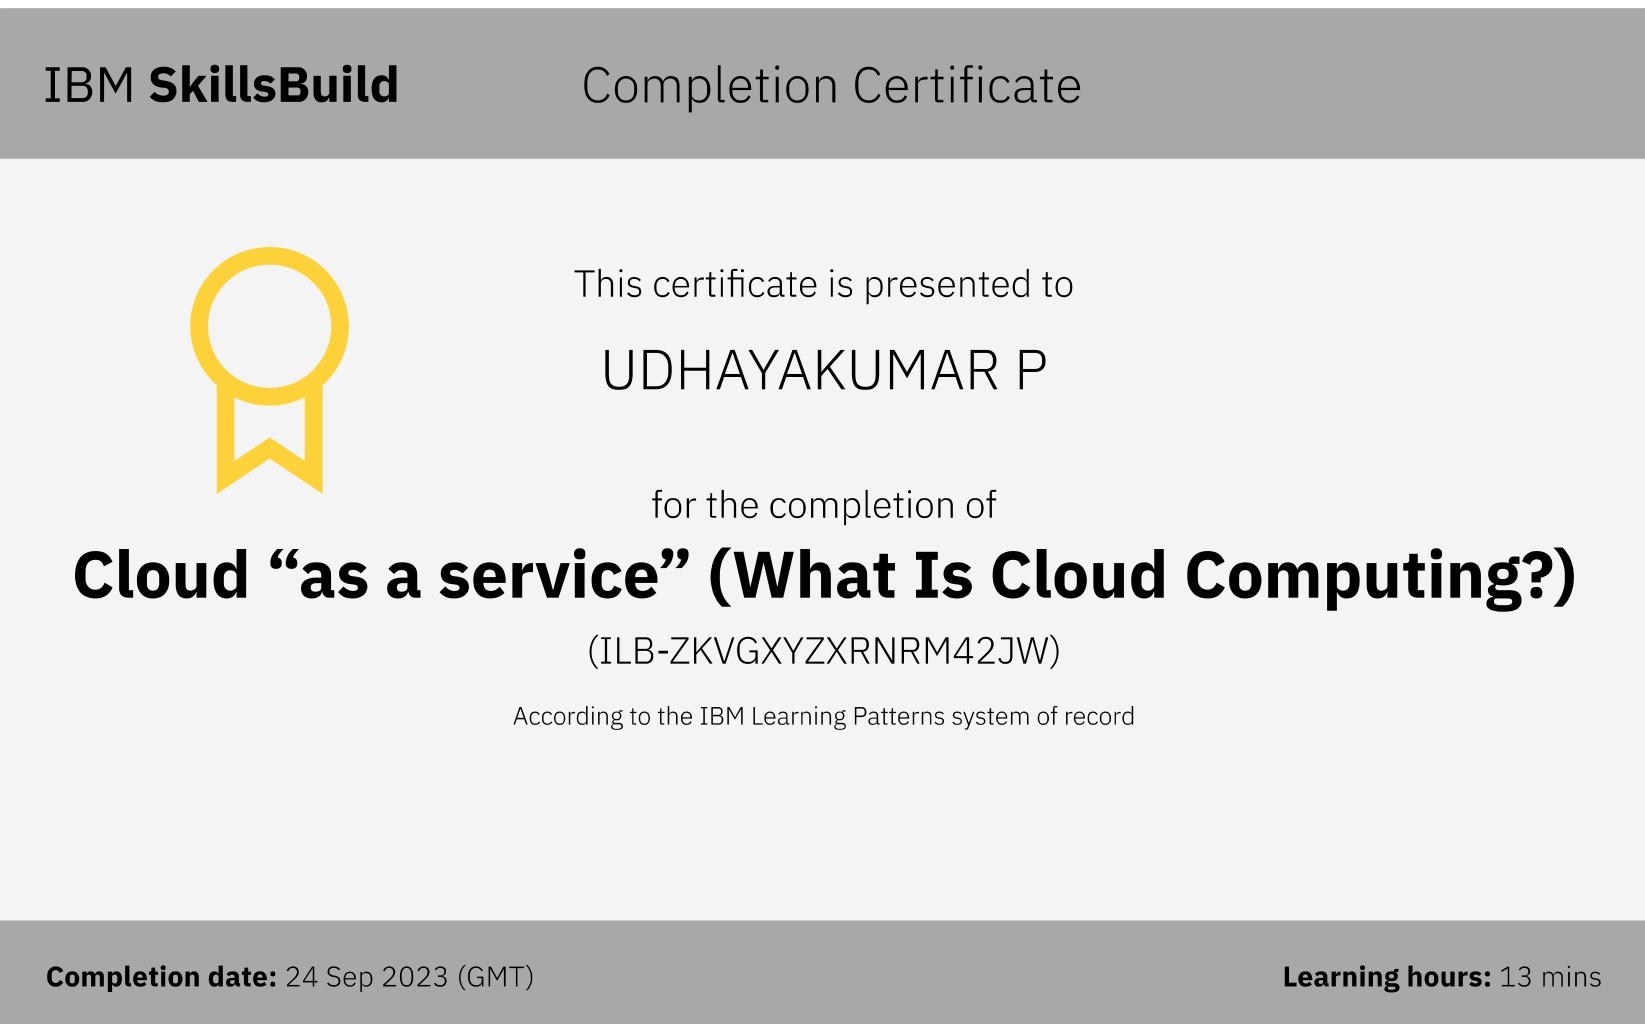 IBM SkillsBuild
Completion Certificate
This certificate is presented to
UDHAYAKUMAR P
for the completion of
Cloud “as a service” (What Is Cloud Computing?)
(ILB-ZKVGXYZXRNRM42JW)
According to the IBM Learning Patterns system of record
Completion date: 24 Sep 2023 (GMT)
Learning hours: 13 mins